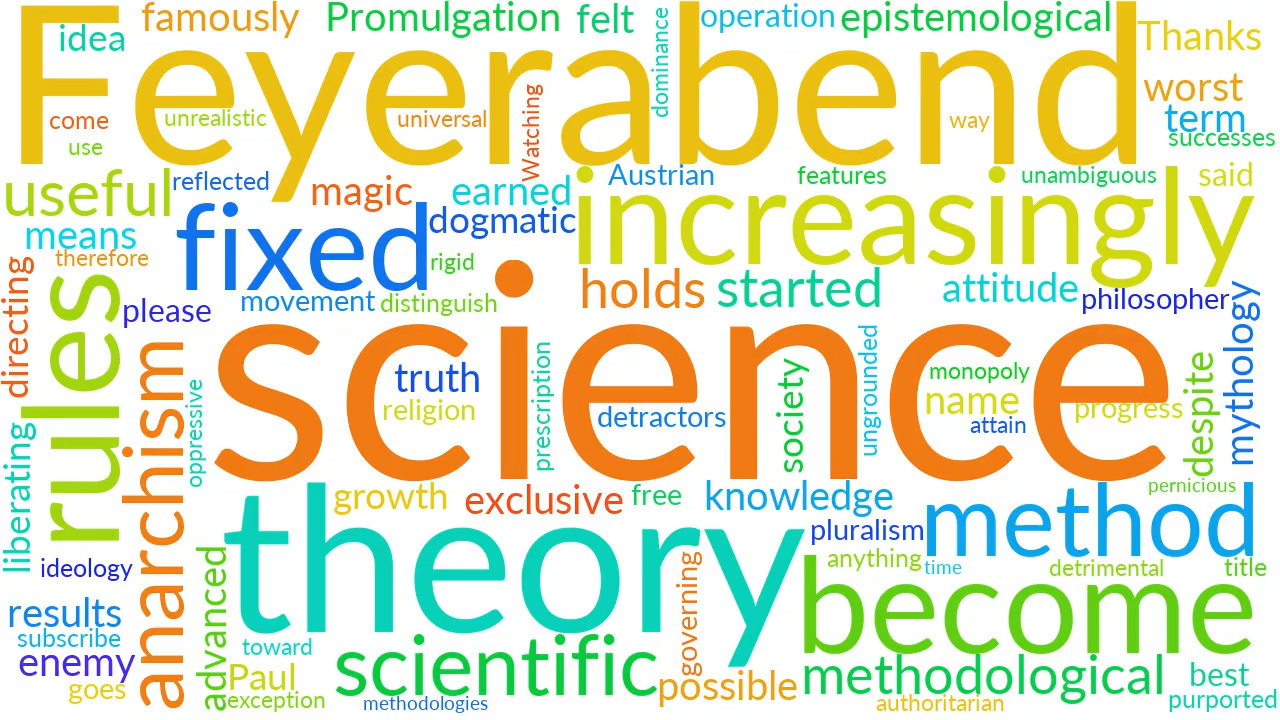 famously
Promulgation
felt
dominance
operation
epistemological
Thanks
idea
Feyerabend
worst
come
unrealistic
universal
Watching
way
term
use
successes
useful
reflected
magic
earned
Austrian
features
unambiguous
said
increasingly
fixed
dogmatic
means
therefore
rigid
directing
rules
please
movement
distinguish
holds
started
attitude
philosopher
mythology
science
truth
religion
prescription
detractors
society
ungrounded
monopoly
name
progress
attain
despite
anarchism
oppressive
liberating
growth
exclusive
free
knowledge
pernicious
theory
method
pluralism
anything
time
detrimental
title
ideology
advanced
governing
become
results
subscribe
enemy
goes
toward
Paul
exception
scientific
methodologies
possible
methodological
authoritarian
best
purported